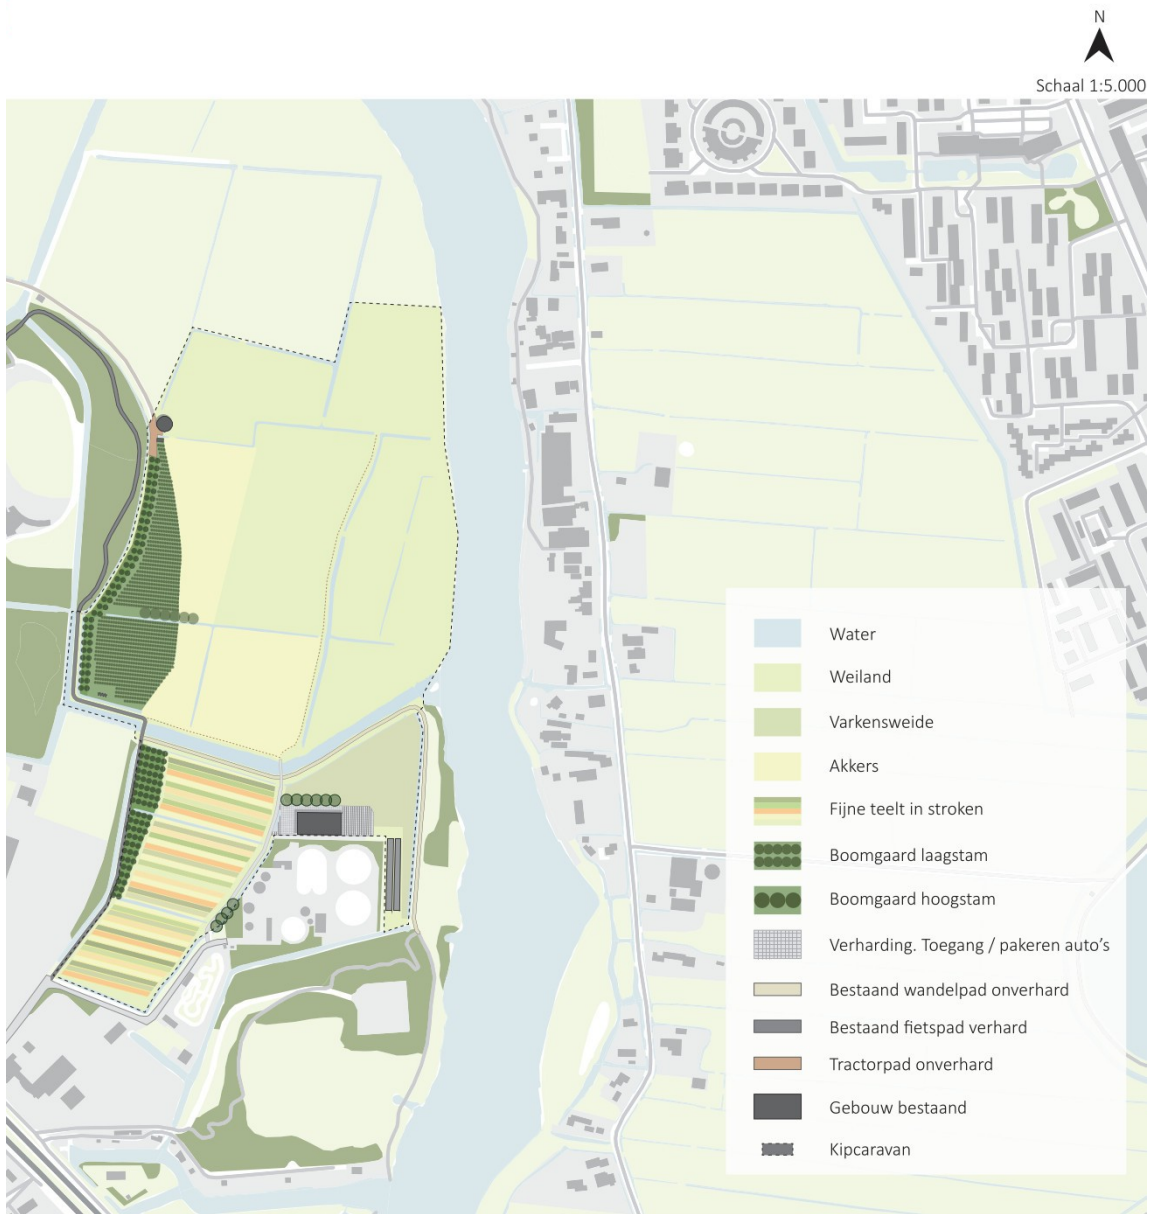 N
Schaal 1:5.000
Water
Weiland
Varkensweide
Akkers
Fijne teelt in stroken
Boomgaard laagstam
Boomgaard hoogstam
Verharding. Toegang / pakeren auto's
Bestaand wandelpad onverhard
Bestaand fietspad verhard
Tractorpad onverhard
Gebouw bestaand
Kipcaravan